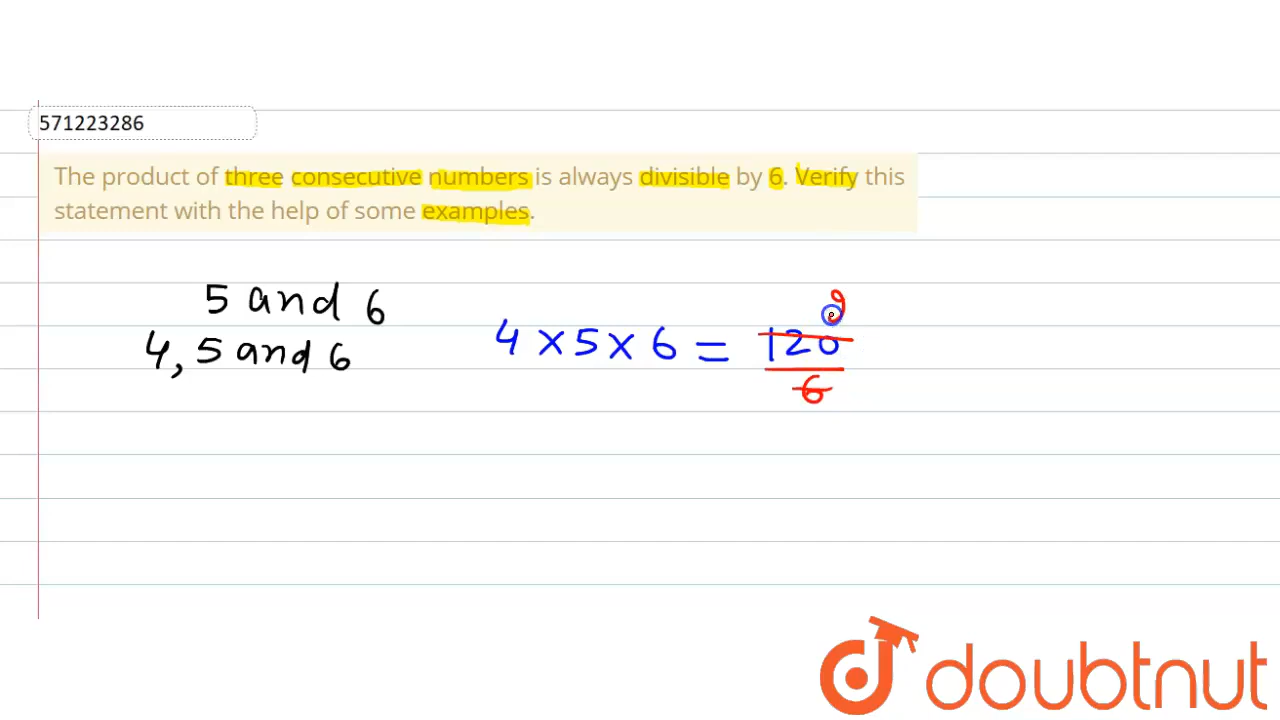 571223286
The product of three consecutive numbers is always divisible by 6. Verify this
statement with the help of some examples.
5 and 6
4, 5 and 6
4 × 5 × 6 = 120
6
doubtnut